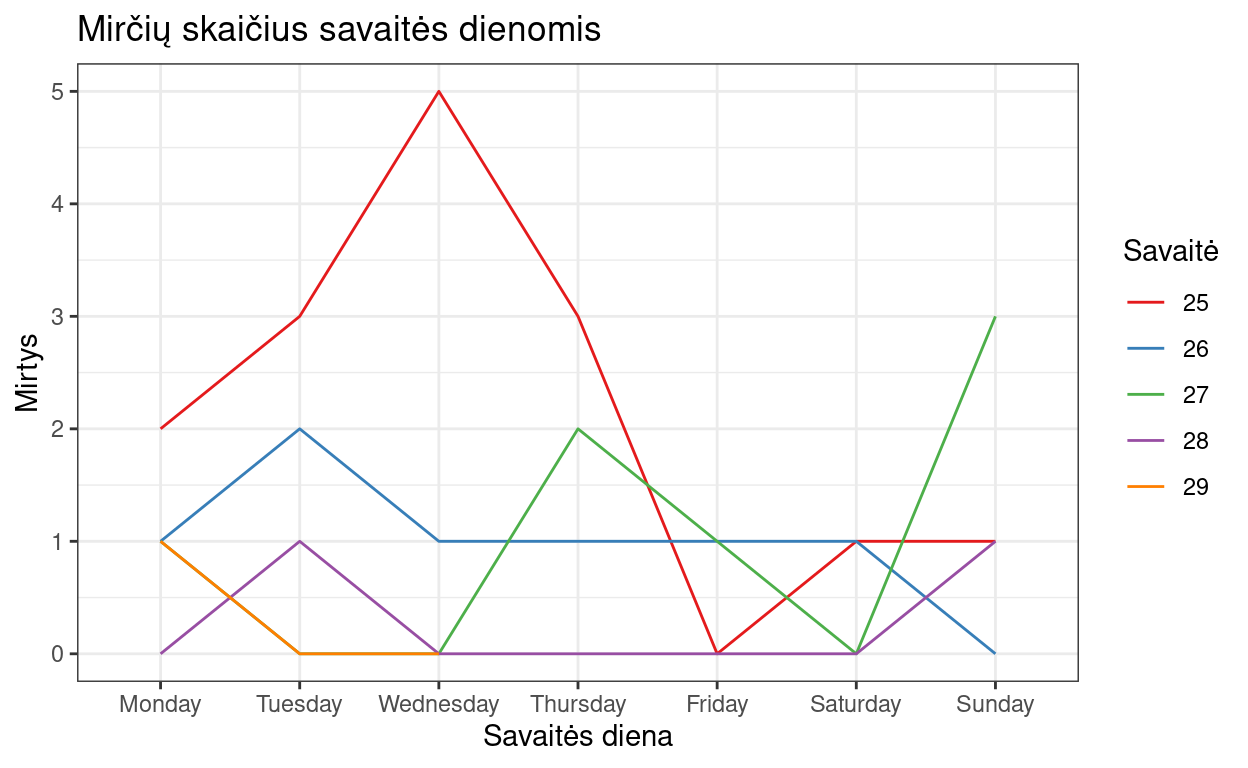 Mirčių skaičius savaitės dienomis
5
4
3
2
1
0
Mirtys
Monday Tuesday Wednesday Thursday Friday Saturday Sunday
Savaitės diena
Savaitė
25
26
27
28
29